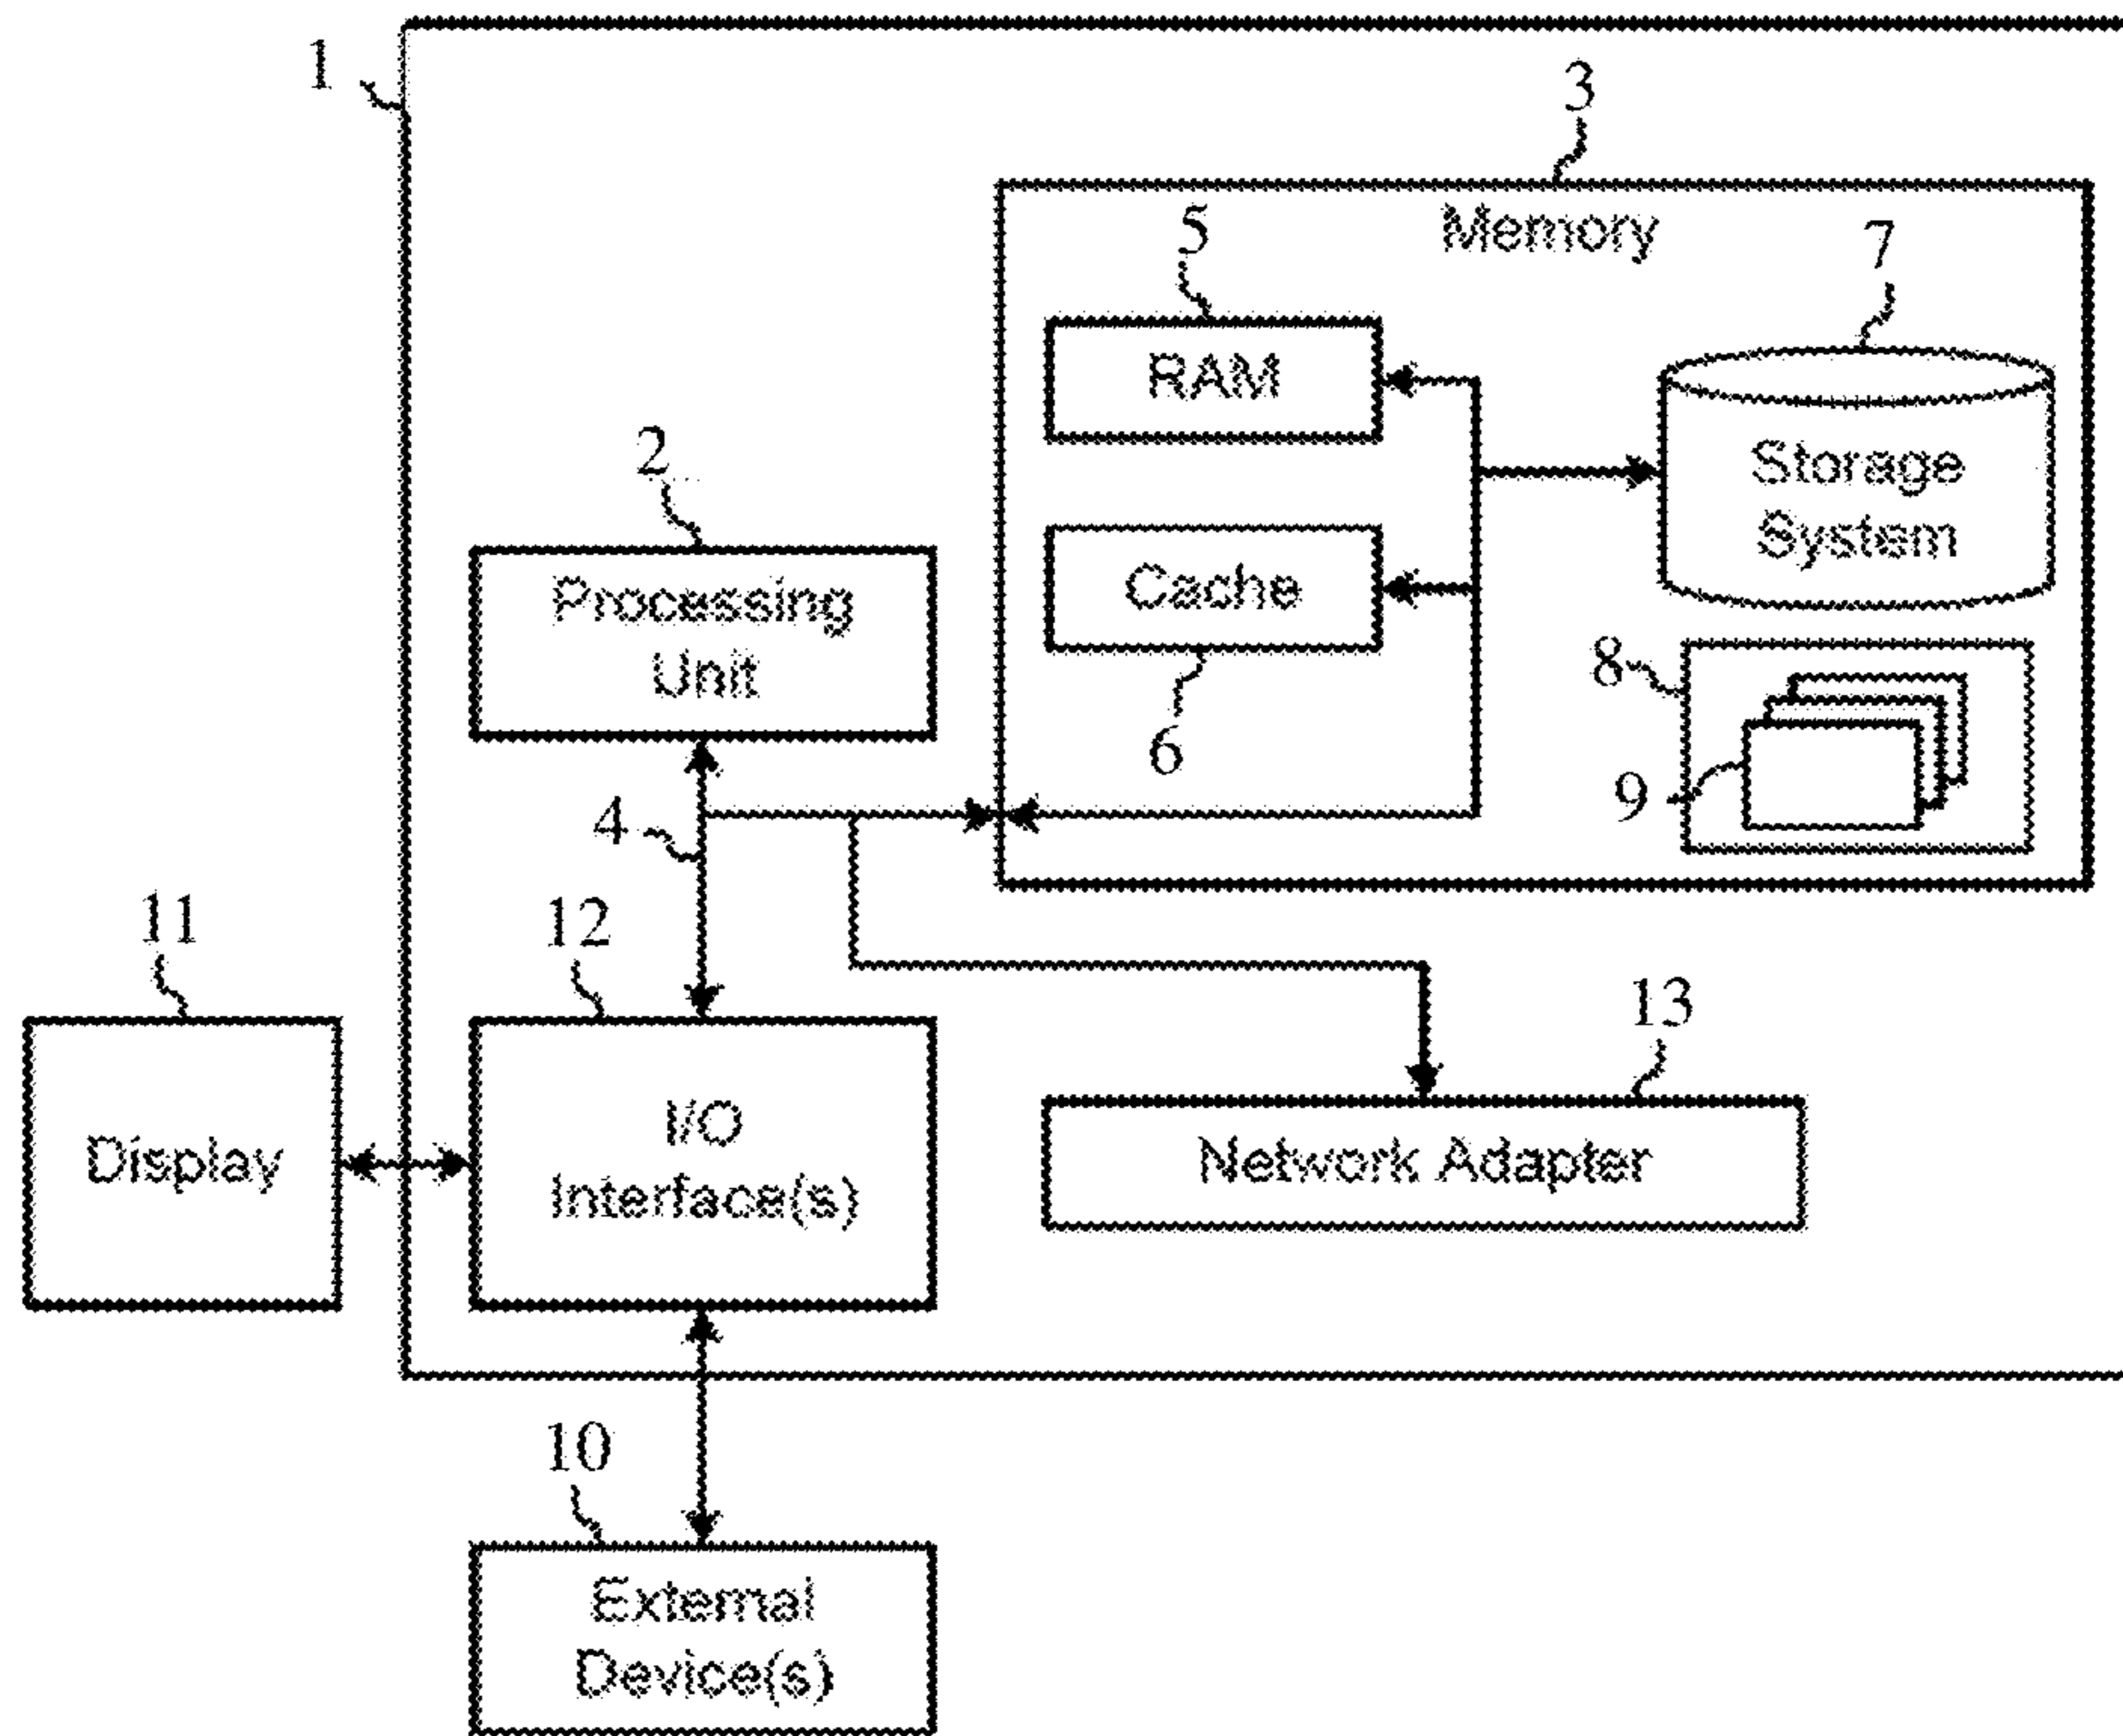 1
3
Memory
5
7
RAM
Storage
System
2
Processing
Unit
Cache
6
8
9
4
11
12
13
Display
I/O
Interface(s)
Network Adapter
10
External
Device(s)